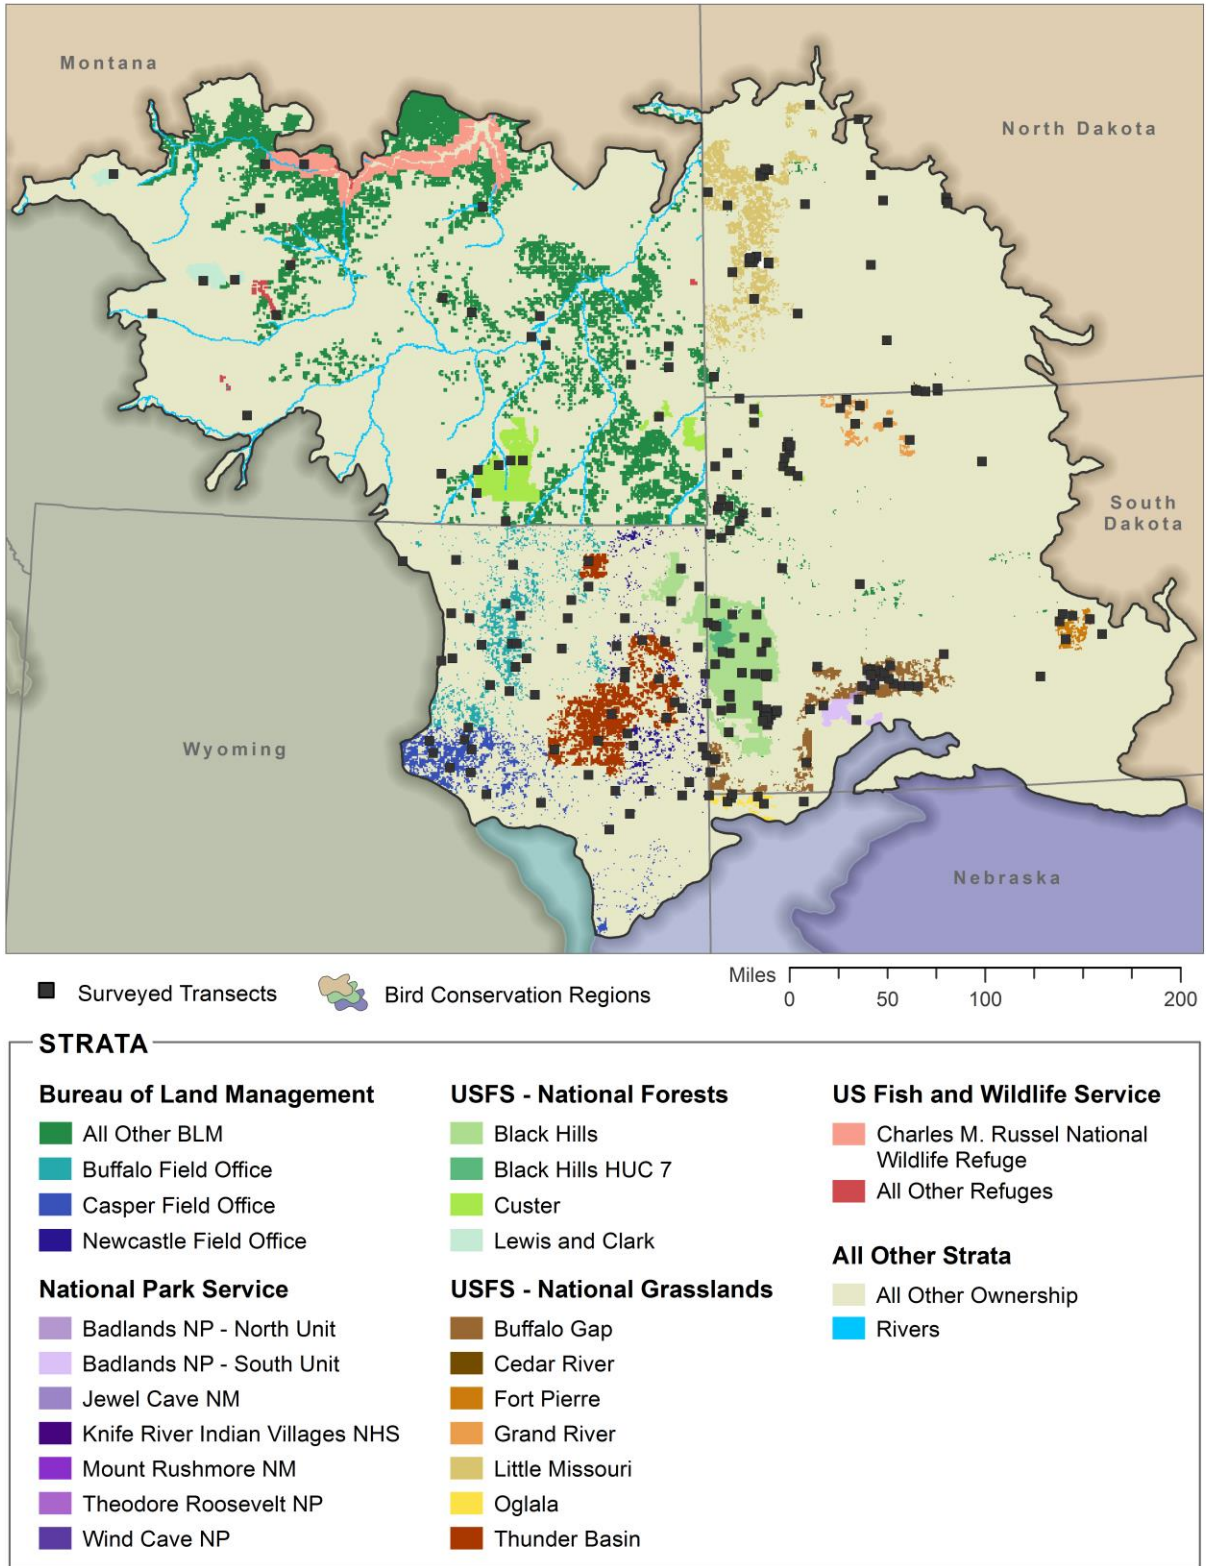 Montana
North Dakota
South
Dakota
Wyoming
Nebraska
Surveyed Transects
Bird Conservation Regions
Miles
0 50 100 200
STRATA
Bureau of Land Management
All Other BLM
Buffalo Field Office
Casper Field Office
Newcastle Field Office
National Park Service
Badlands NP - North Unit
Badlands NP - South Unit
Jewel Cave NM
Knife River Indian Villages NHS
Mount Rushmore NM
Theodore Roosevelt NP
Wind Cave NP
USFS - National Forests
Black Hills
Black Hills HUC 7
Custer
Lewis and Clark
USFS - National Grasslands
Buffalo Gap
Cedar River
Fort Pierre
Grand River
Little Missouri
Oglala
Thunder Basin
US Fish and Wildlife Service
Charles M. Russel National
Wildlife Refuge
All Other Refuges
All Other Strata
All Other Ownership
Rivers